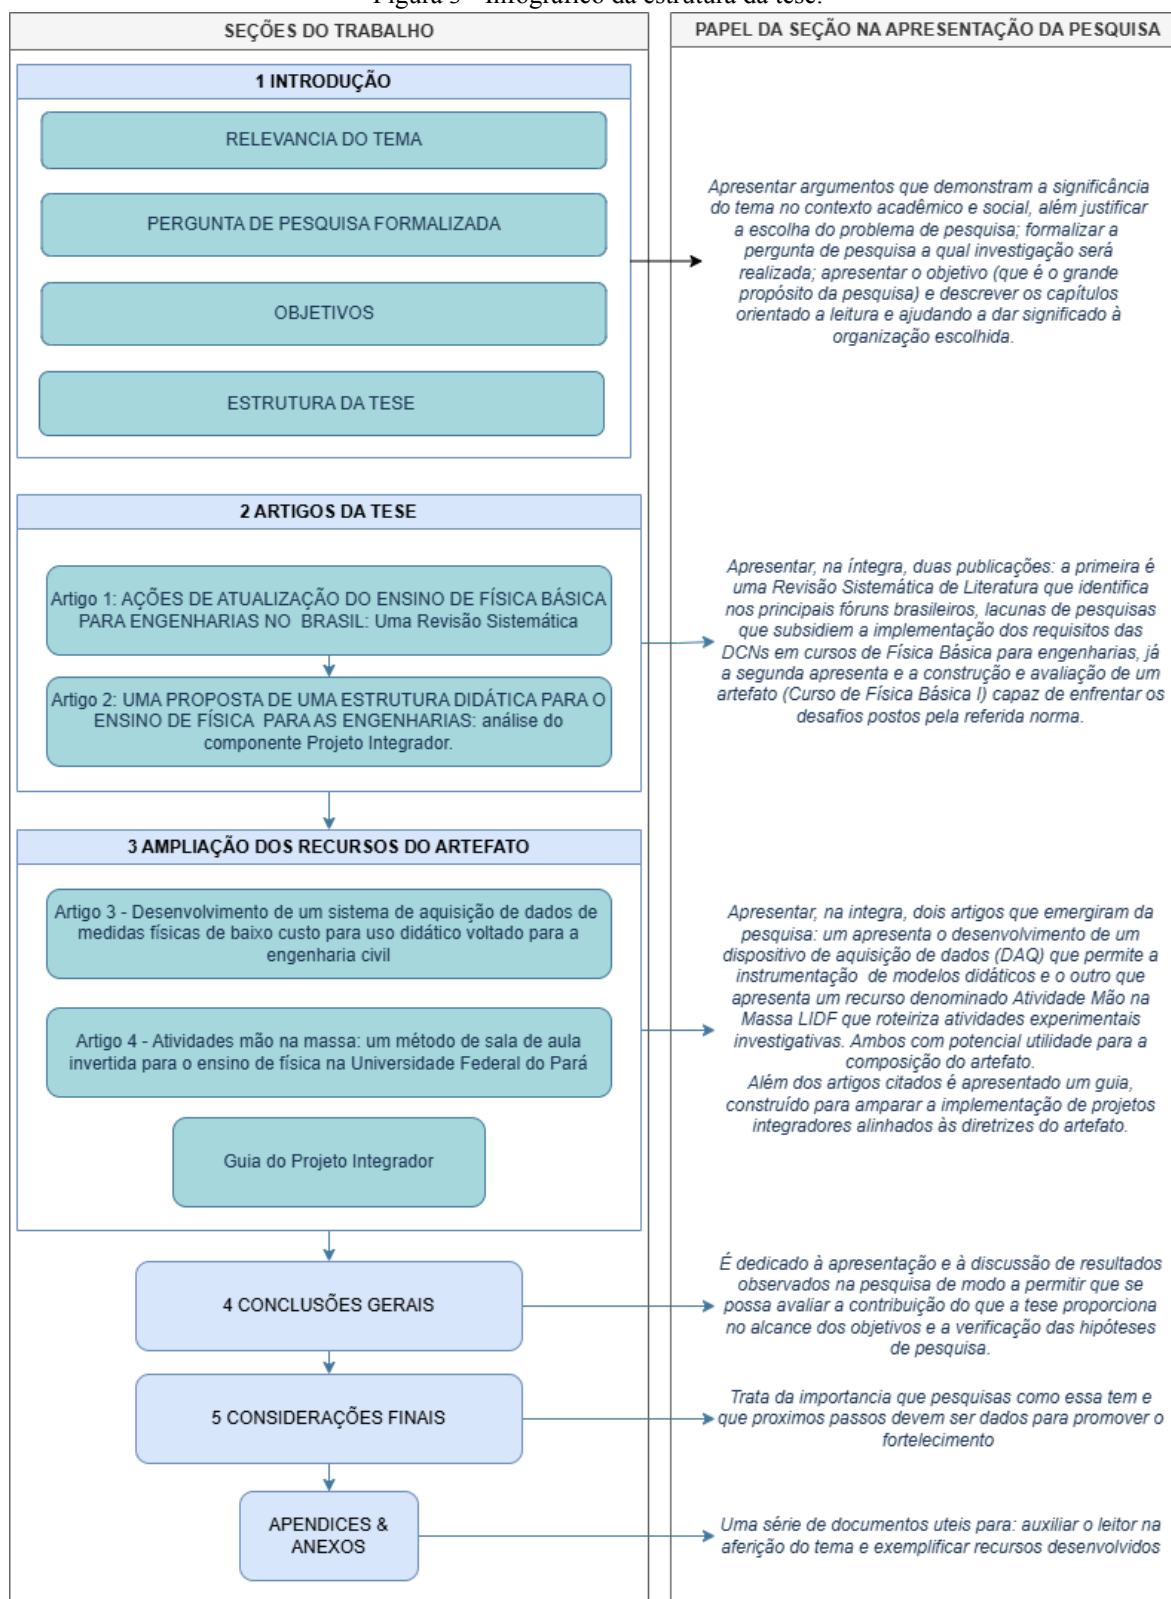 Figura 3 - Infográfico da estrutura da tese.
SEÇÕES DO TRABALHO
PAPEL DA SEÇÃO NA APRESENTAÇÃO DA PESQUISA
1 INTRODUÇÃO
RELEVANCIA DO TEMA
PERGUNTA DE PESQUISA FORMALIZADA
OBJETIVOS
ESTRUTURA DA TESE
Apresentar argumentos que demonstram a significância
do tema no contexto acadêmico e social, além justificar
a escolha do problema de pesquisa; formalizar a
pergunta de pesquisa a qual investigação será
realizada; apresentar o objetivo (que é o grande
propósito da pesquisa) e descrever os capítulos
orientado a leitura e ajudando a dar significado à
organização escolhida.
2 ARTIGOS DA TESE
Artigo 1: AÇÕES DE ATUALIZAÇÃO DO ENSINO DE FÍSICA BÁSICA
PARA ENGENHARIAS NO BRASIL: Uma Revisão Sistemática
Artigo 2: UMA PROPOSTA DE UMA ESTRUTURA DIDÁTICA PARA O
ENSINO DE FÍSICA PARA AS ENGENHARIAS: análise do
componente Projeto Integrador.
Apresentar, na íntegra, duas publicações: a primeira é
uma Revisão Sistemática de Literatura que identifica
nos principais fóruns brasileiros, lacunas de pesquisas
que subsidiem a implementação dos requisitos das
DCNs em cursos de Física Básica para engenharias, já
a segunda apresenta e a construção e avaliação de um
artefato (Curso de Física Básica I) capaz de enfrentar os
desafios postos pela referida norma.
3 AMPLIAÇÃO DOS RECURSOS DO ARTEFATO
Artigo 3 - Desenvolvimento de um sistema de aquisição de dados de
medidas físicas de baixo custo para uso didático voltado para a
engenharia civil
Artigo 4 - Atividades mão na massa: um método de sala de aula
invertida para o ensino de física na Universidade Federal do Pará
Guia do Projeto Integrador
Apresentar, na integra, dois artigos que emergiram da
pesquisa: um apresenta o desenvolvimento de um
dispositivo de aquisição de dados (DAQ) que permite a
instrumentação de modelos didáticos e o outro que
apresenta um recurso denominado Atividade Mão na
Massa LIDF que roteiriza atividades experimentais
investigativas. Ambos com potencial utilidade para a
composição do artefato.
Além dos artigos citados é apresentado um guia,
construído para amparar a implementação de projetos
integradores alinhados às diretrizes do artefato.
4 CONCLUSÕES GERAIS
É dedicado à apresentação e à discussão de resultados
observados na pesquisa de modo a permitir que se
possa avaliar a contribuição do que a tese proporciona
no alcance dos objetivos e a verificação das hipóteses
de pesquisa.
5 CONSIDERAÇÕES FINAIS
Trata da importancia que pesquisas como essa tem e
que proximos passos devem ser dados para promover o
fortelecimento
APENDICES &
ANEXOS
Uma série de documentos uteis para: auxiliar o leitor na
aferição do tema e exemplificar recursos desenvolvidos